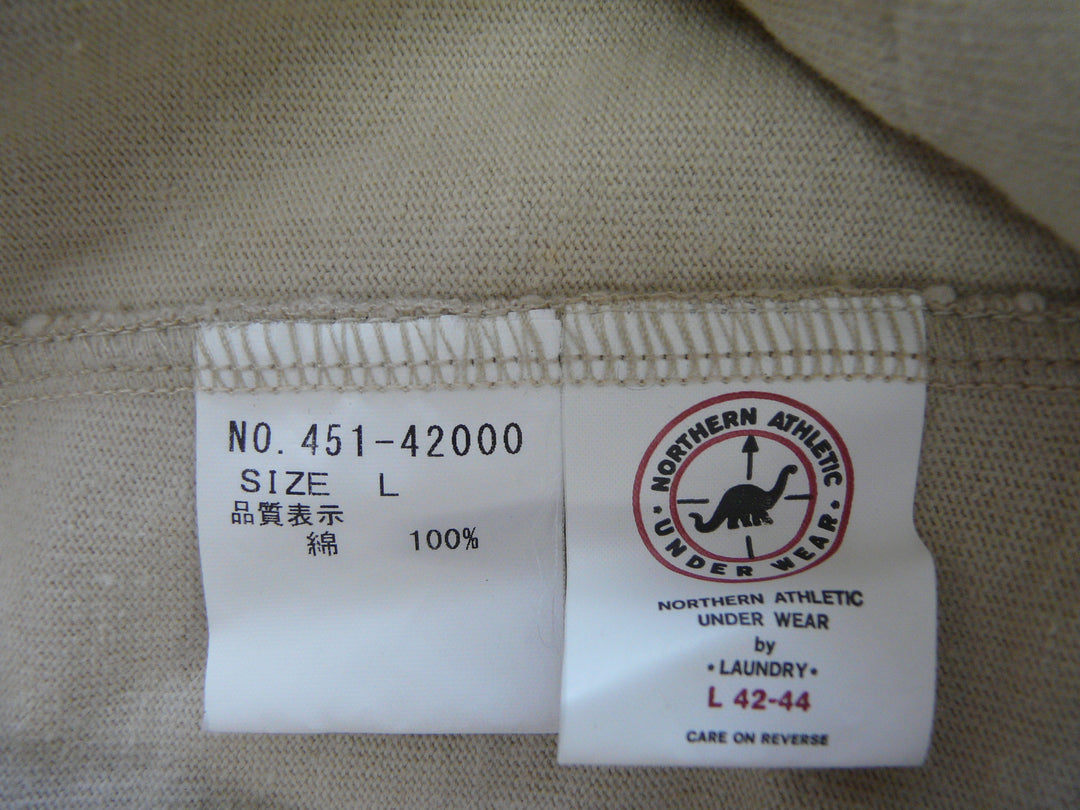 NO. 451-42000
SIZE L
品質表示
綿 100%
NORTHERN ATHLETIC
• UNDER WEAR •
NORTHERN ATHLETIC
UNDER WEAR
by
• LAUNDRY •
L 42-44
CARE ON REVERSE